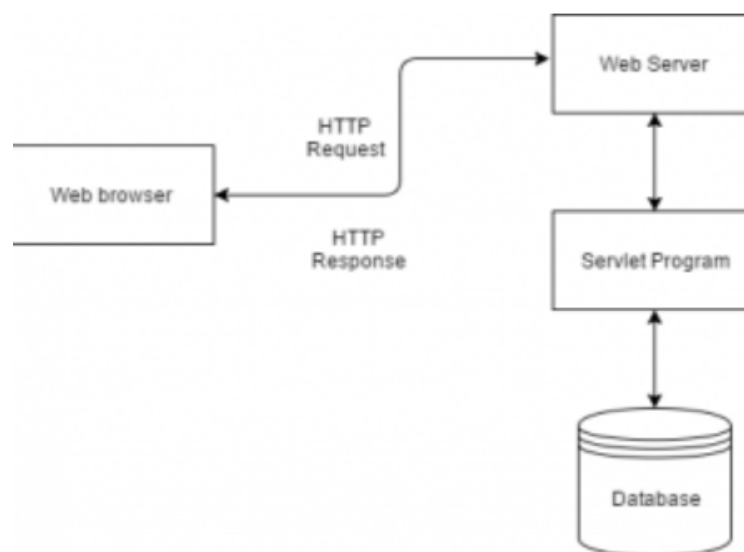 Web Server
HTTP
Request
Web browser
HTTP
Response
Servlet Program
Database